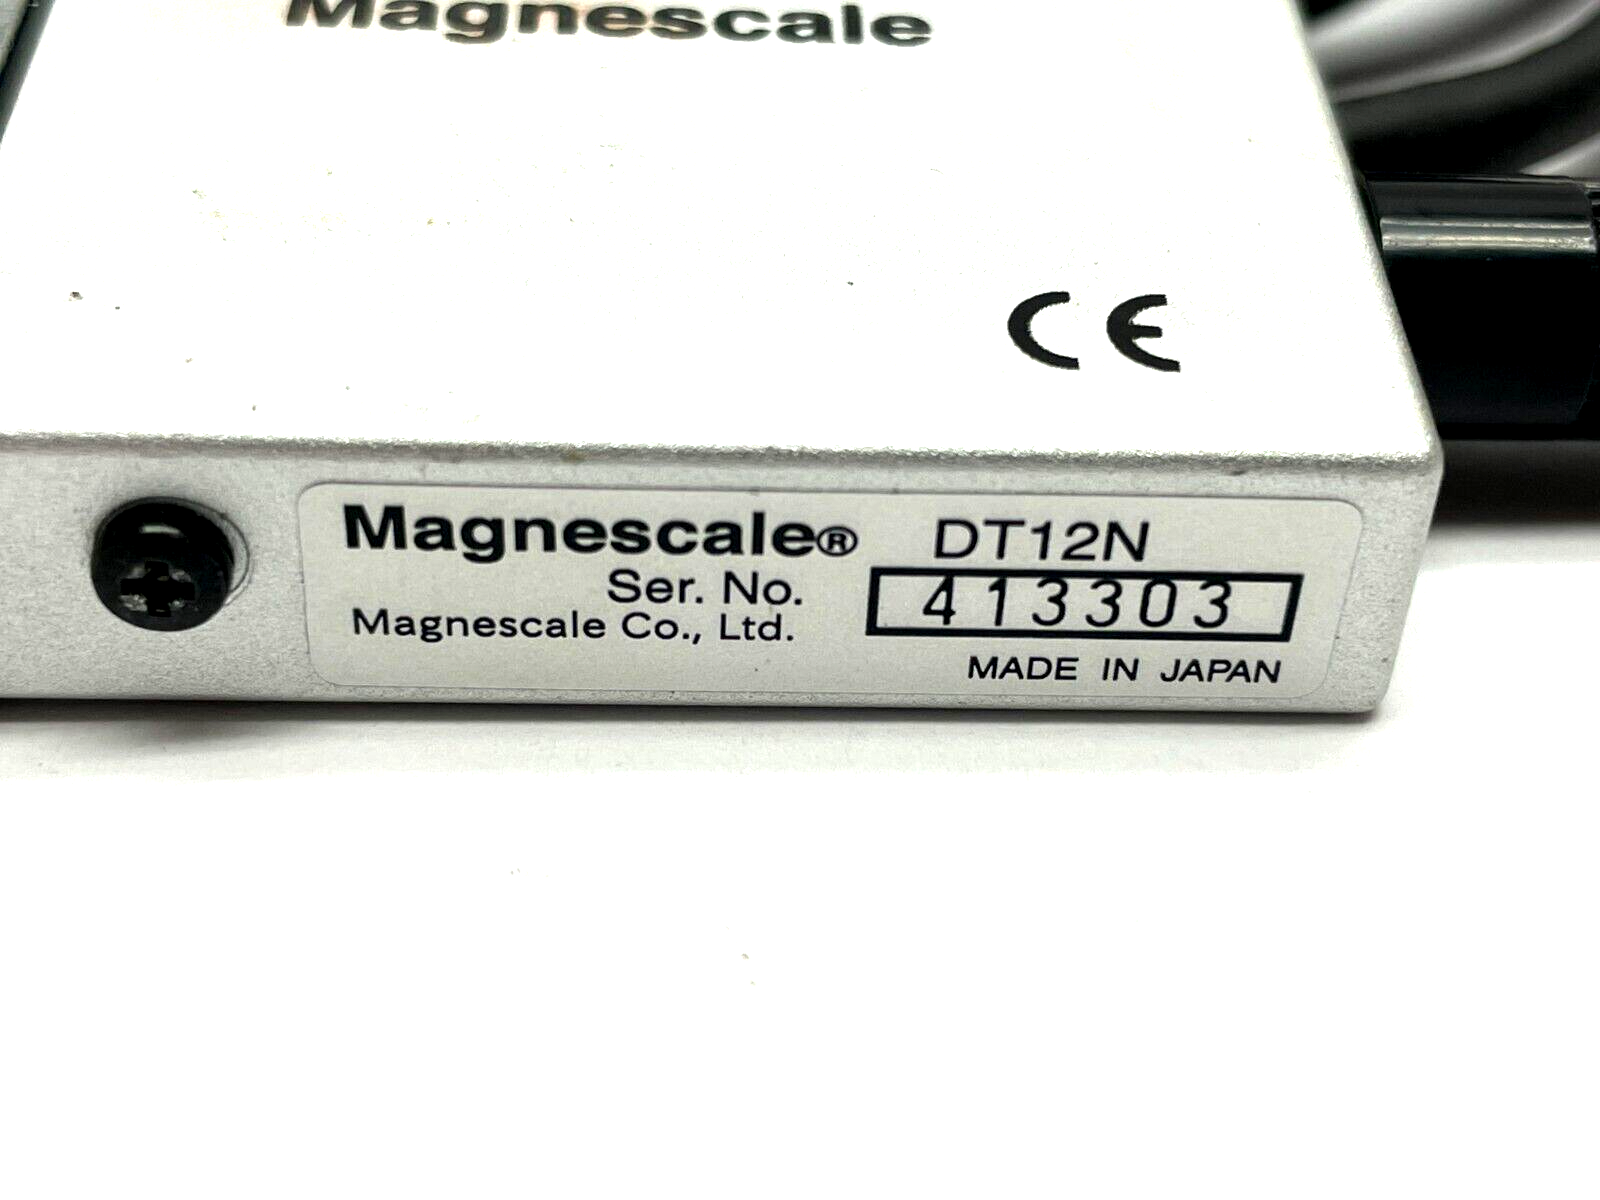 Magnescale
CE
Magnescale® DT12N
Ser. No. 413303
Magnescale Co., Ltd.
MADE IN JAPAN